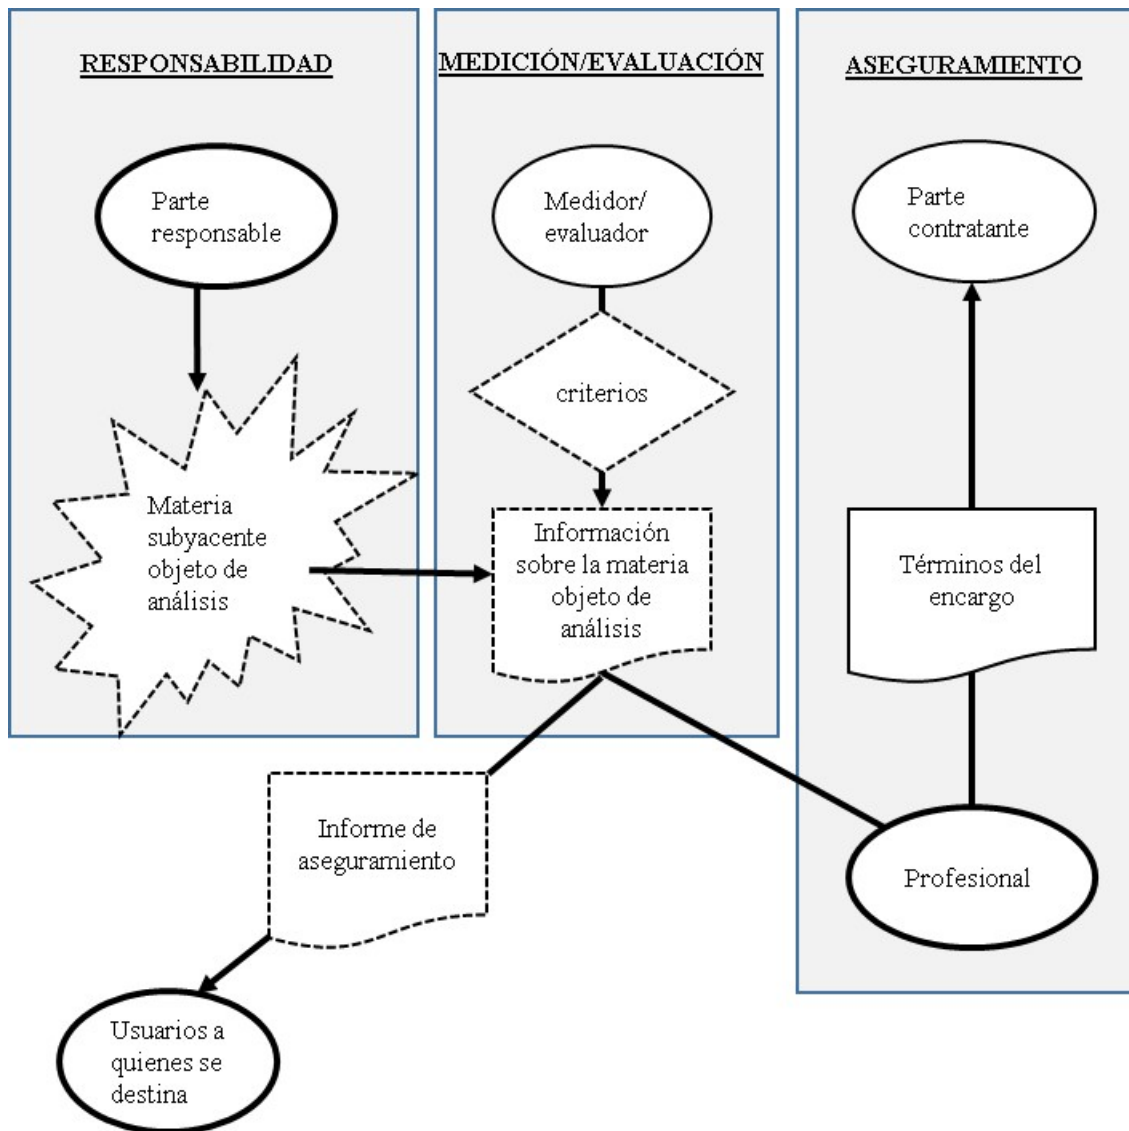 RESPONSABILIDAD
MEDICIÓN/EVALUACIÓN
ASEGURAMIENTO
Parte
responsable
Medidor/
evaluador
Parte
contratante
criterios
Materia
subyacente
objeto de
análisis
Información
sobre la materia
objeto de
análisis
Términos del
encargo
Informe de
aseguramiento
Profesional
Usuarios a
quienes se
destina